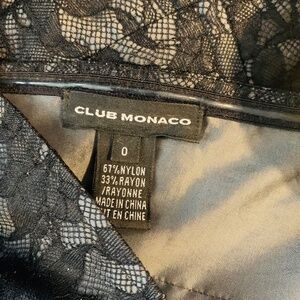 CLUB MONACO
0
67% NYLON
33% RAYON
/RAYONNE
MADE IN CHINA
FAIT EN CHINE